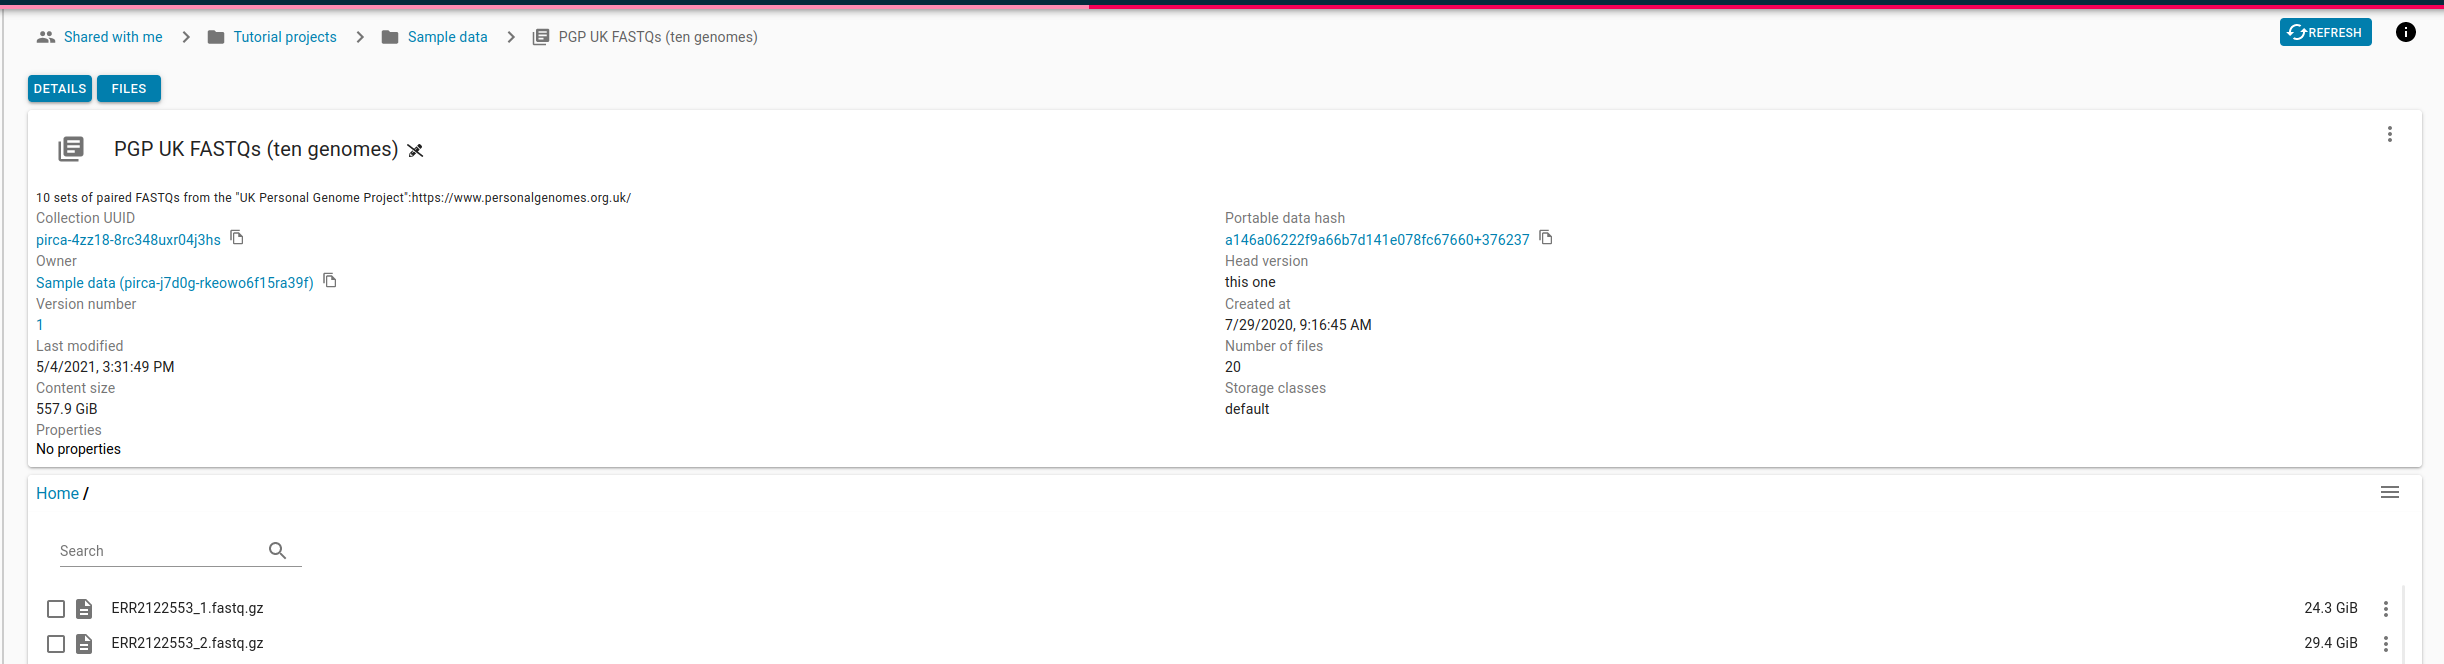 Shared with me Tutorial projects Sample data PGP UK FASTQs (ten genomes) REFRESH
DETAILS FILES
PGP UK FASTQs (ten genomes)
10 sets of paired FASTQs from the "UK Personal Genome Project":https://www.personalgenomes.org.uk/
Collection UUID Portable data hash
pirca-4zz18-8rc348uxr04j3hs a146a06222f9a66b7d141e078fc67660+376237
Owner Head version
Sample data (pirca-j7d0g-rkeowo6f15ra39f) this one
Version number Created at
1 7/29/2020, 9:16:45 AM
Last modified Number of files
5/4/2021, 3:31:49 PM 20
Content size Storage classes
557.9 GiB default
Properties
No properties
Home /
Search
ERR2122553_1.fastq.gz 24.3 GiB
ERR2122553_2.fastq.gz 29.4 GiB